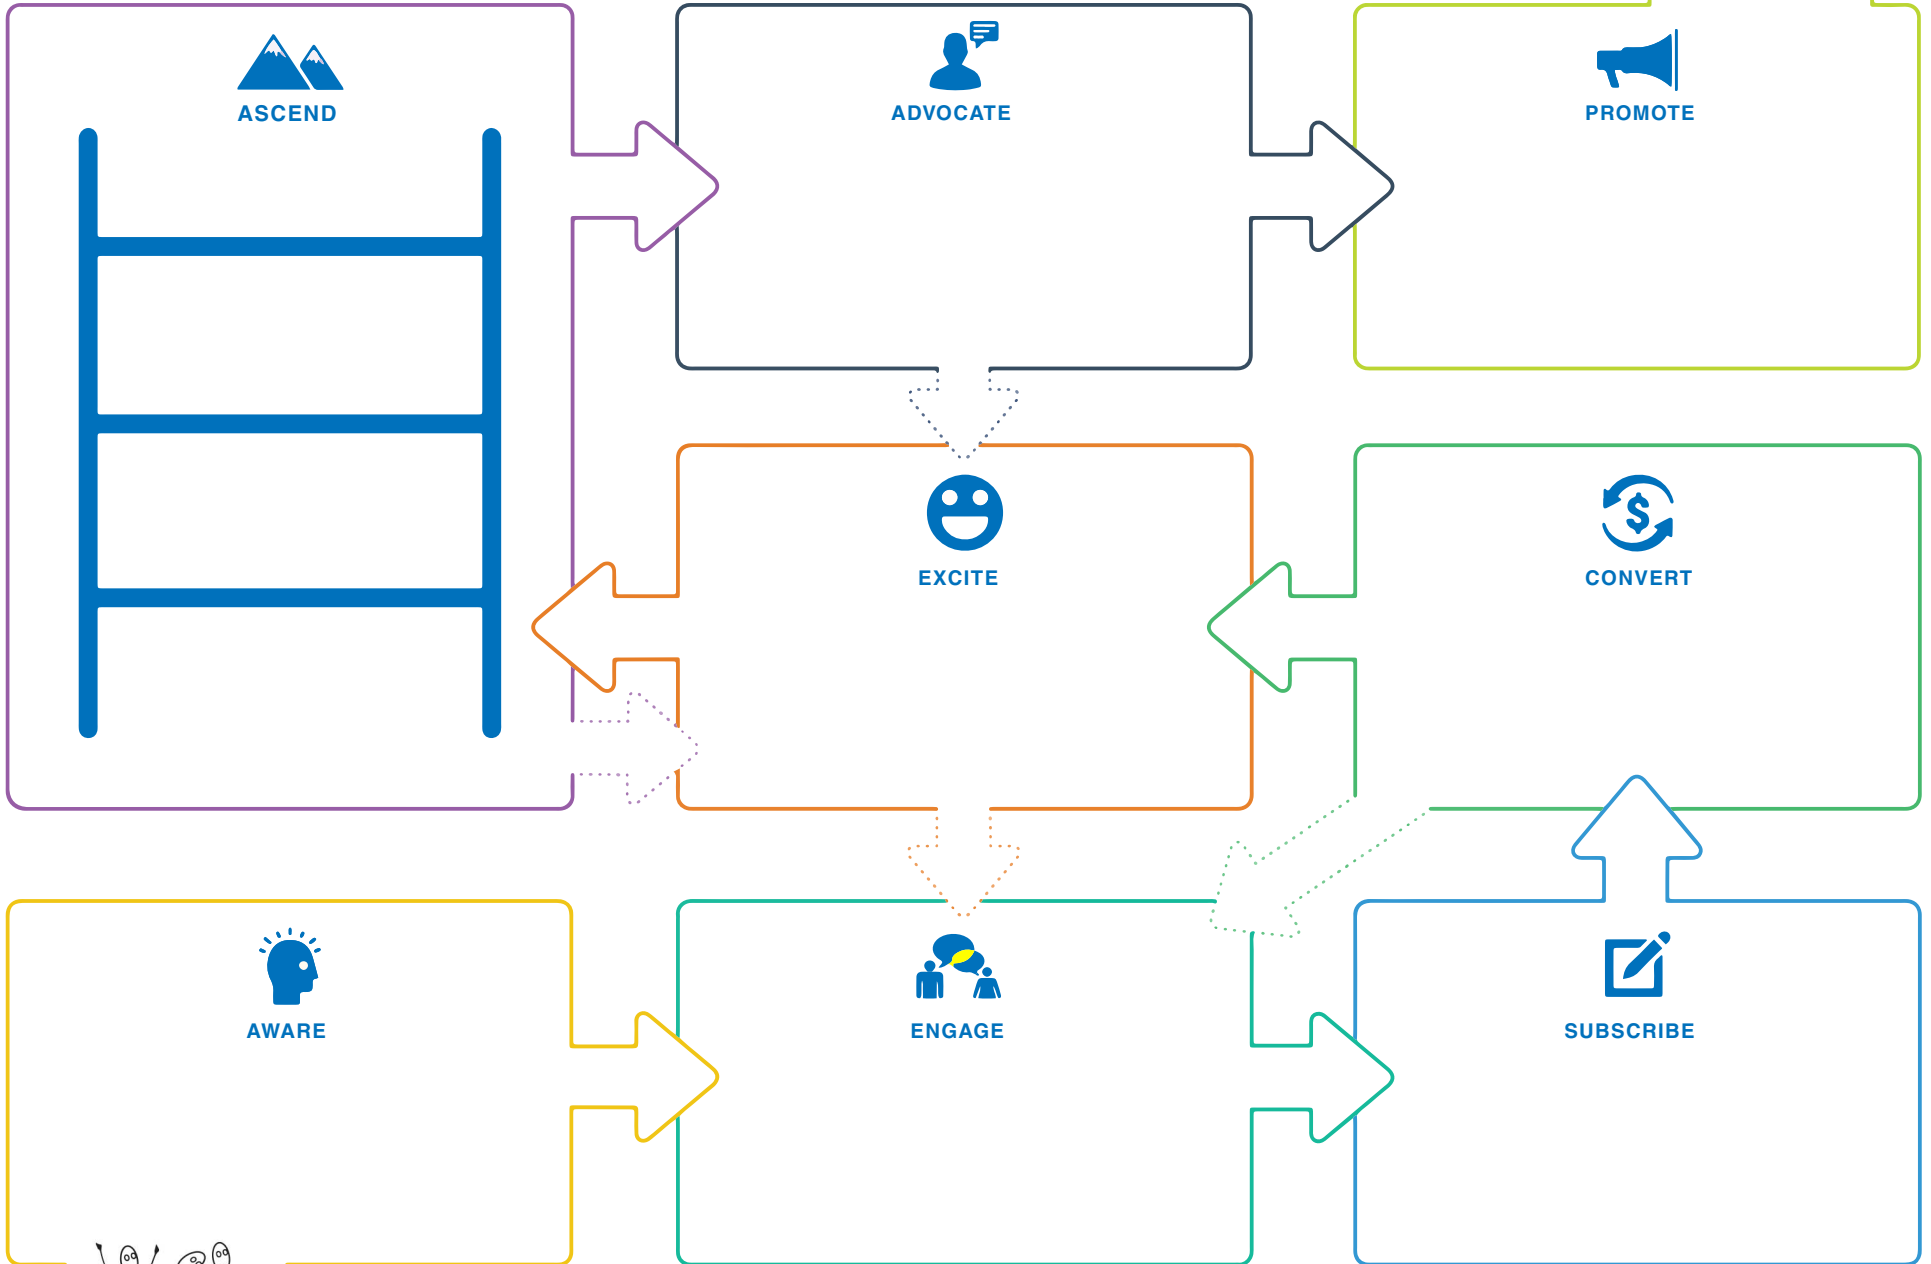 ASCEND
ADVOCATE
PROMOTE
EXCITE
CONVERT
AWARE
ENGAGE
SUBSCRIBE